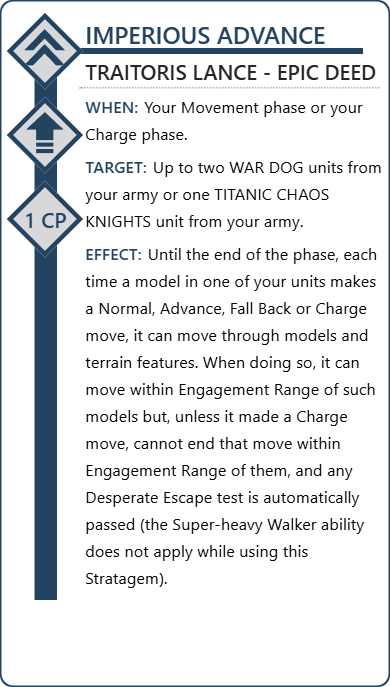 IMPERIOUS ADVANCE
TRAITORIS LANCE - EPIC DEED
WHEN: Your Movement phase or your
Charge phase.
TARGET: Up to two WAR DOG units from
your army or one TITANIC CHAOS
KNIGHTS unit from your army.
1 CP
EFFECT: Until the end of the phase, each
time a model in one of your units makes
a Normal, Advance, Fall Back or Charge
move, it can move through models and
terrain features. When doing so, it can
move within Engagement Range of such
models but, unless it made a Charge
move, cannot end that move within
Engagement Range of them, and any
Desperate Escape test is automatically
passed (the Super-heavy Walker ability
does not apply while using this
Stratagem).